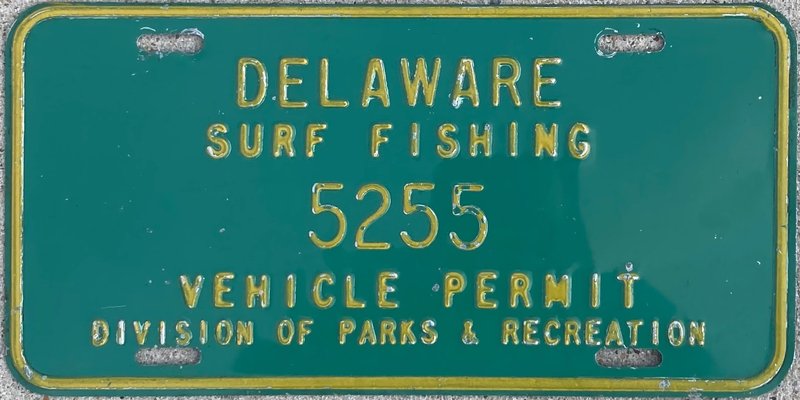 DELAWARE
SURF FISHING
5255
VEHICLE PERMIT
DIVISION OF PARKS & RECREATION